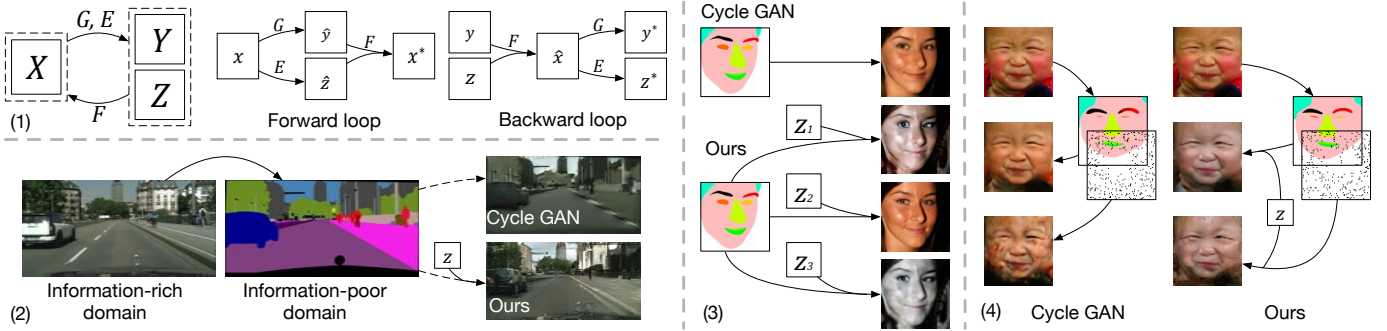 G, E
X
Y
Z
F
(1)
x
G
E
ŷ
ẑ
F
x*
Forward loop
y
z
F
x̂
G
E
y*
z*
Backward loop
Information-rich
domain
Information-poor
domain
z
Cycle GAN
Ours
(2)
Cycle GAN
Ours
Z1
Z2
Z3
(3)
z
(4)
Cycle GAN
Ours